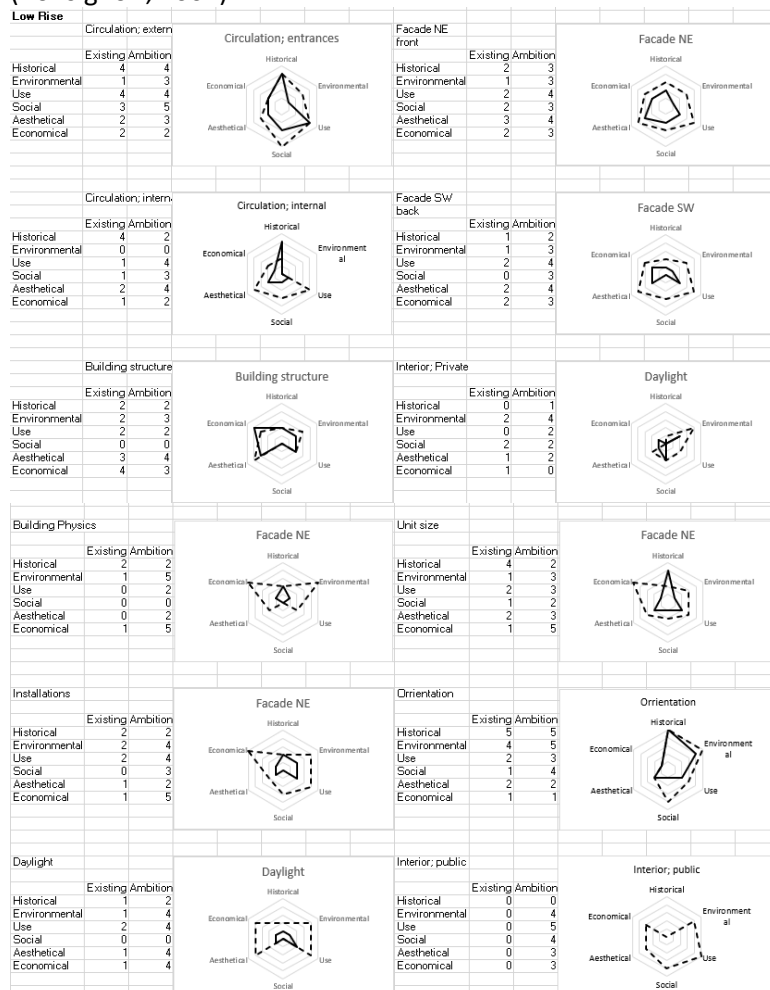 Low Rise
Circulation; extern
Existing Ambition
Historical 4 4
Environmental 1 3
Use 4 4
Social 3 5
Aesthetical 2 3
Economical 2 2
Circulation; entrances
Historical
Economical
Environmental
Aesthetical
Use
Social
Facade NE
front
Existing Ambition
Historical 2 3
Environmental 1 3
Use 2 4
Social 2 3
Aesthetical 3 4
Economical 2 3
Facade NE
Historical
Economical
Environmental
Aesthetical
Use
Social
Circulation; intern
Existing Ambition
Historical 4 2
Environmental 0 0
Use 1 4
Social 1 3
Aesthetical 2 4
Economical 1 2
Circulation; internal
Historical
Economical
Environment
al
Aesthetical
Use
Social
Facade SW
back
Existing Ambition
Historical 1 2
Environmental 1 3
Use 2 4
Social 0 3
Aesthetical 2 4
Economical 2 3
Facade SW
Historical
Economical
Environmental
Aesthetical
Use
Social
Building structure
Existing Ambition
Historical 2 2
Environmental 2 3
Use 2 2
Social 0 0
Aesthetical 3 4
Economical 4 3
Building structure
Historical
Economical
Environmental
Aesthetical
Use
Social
Interior; Private
Existing Ambition
Historical 0 1
Environmental 2 4
Use 0 2
Social 2 2
Aesthetical 1 2
Economical 1 0
Daylight
Historical
Economical
Environmental
Aesthetical
Use
Social
Building Physics
Existing Ambition
Historical 2 2
Environmental 1 5
Use 0 2
Social 0 0
Aesthetical 0 2
Economical 1 5
Facade NE
Historical
Economical
Environmental
Aesthetical
Use
Social
Unit size
Existing Ambition
Historical 4 2
Environmental 1 3
Use 2 3
Social 1 2
Aesthetical 2 3
Economical 1 5
Facade NE
Historical
Economical
Environmental
Aesthetical
Use
Social
Installations
Existing Ambition
Historical 2 2
Environmental 2 4
Use 2 4
Social 0 3
Aesthetical 1 2
Economical 1 5
Facade NE
Historical
Economical
Environmental
Aesthetical
Use
Social
Orrientation
Existing Ambition
Historical 5 5
Environmental 4 5
Use 2 3
Social 1 4
Aesthetical 2 2
Economical 1 1
Orrientation
Historical
Economical
Environment
al
Aesthetical
Use
Social
Daylight
Existing Ambition
Historical 1 2
Environmental 1 4
Use 2 4
Social 0 0
Aesthetical 1 4
Economical 1 4
Daylight
Historical
Economical
Environmental
Aesthetical
Use
Social
Interior; public
Existing Ambition
Historical 0 0
Environmental 0 4
Use 0 5
Social 0 4
Aesthetical 0 3
Economical 0 3
Interior; public
Historical
Economical
Environment
al
Aesthetical
Use
Social